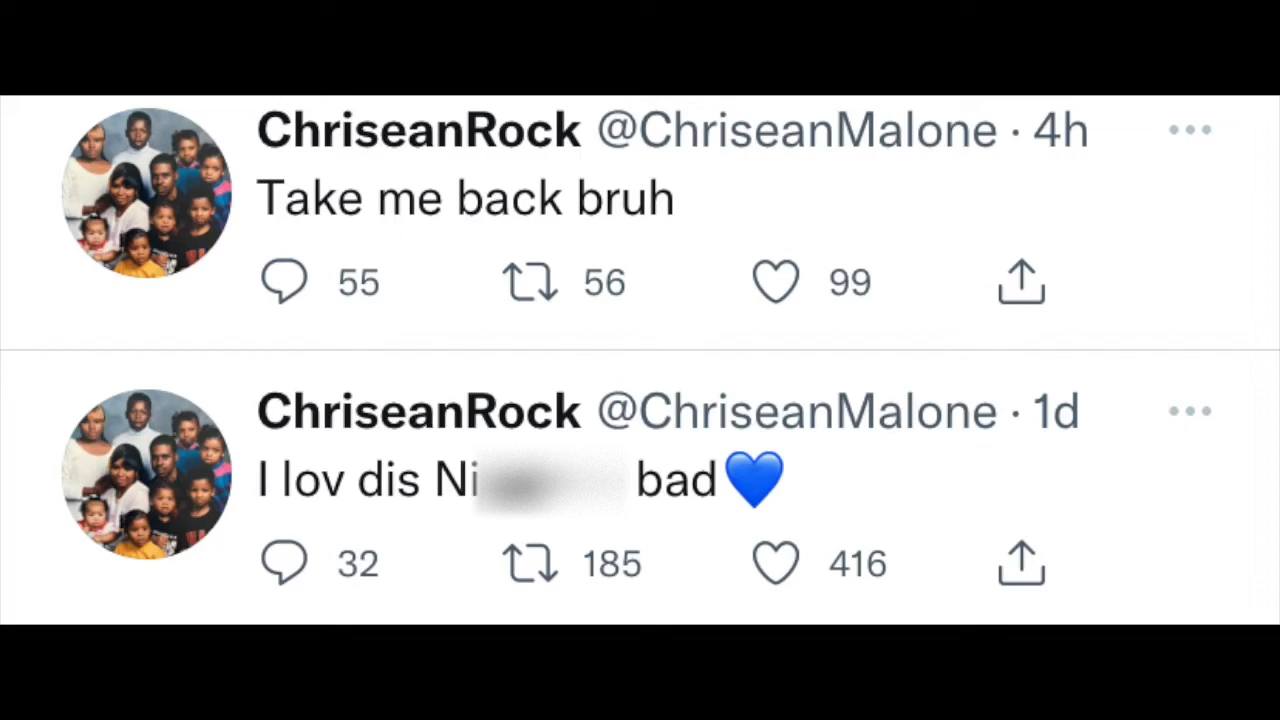 ChriseanRock @ChriseanMalone · 4h
Take me back bruh
55 56 99
ChriseanRock @ChriseanMalone · 1d
I lov dis bad💙
32 185 416